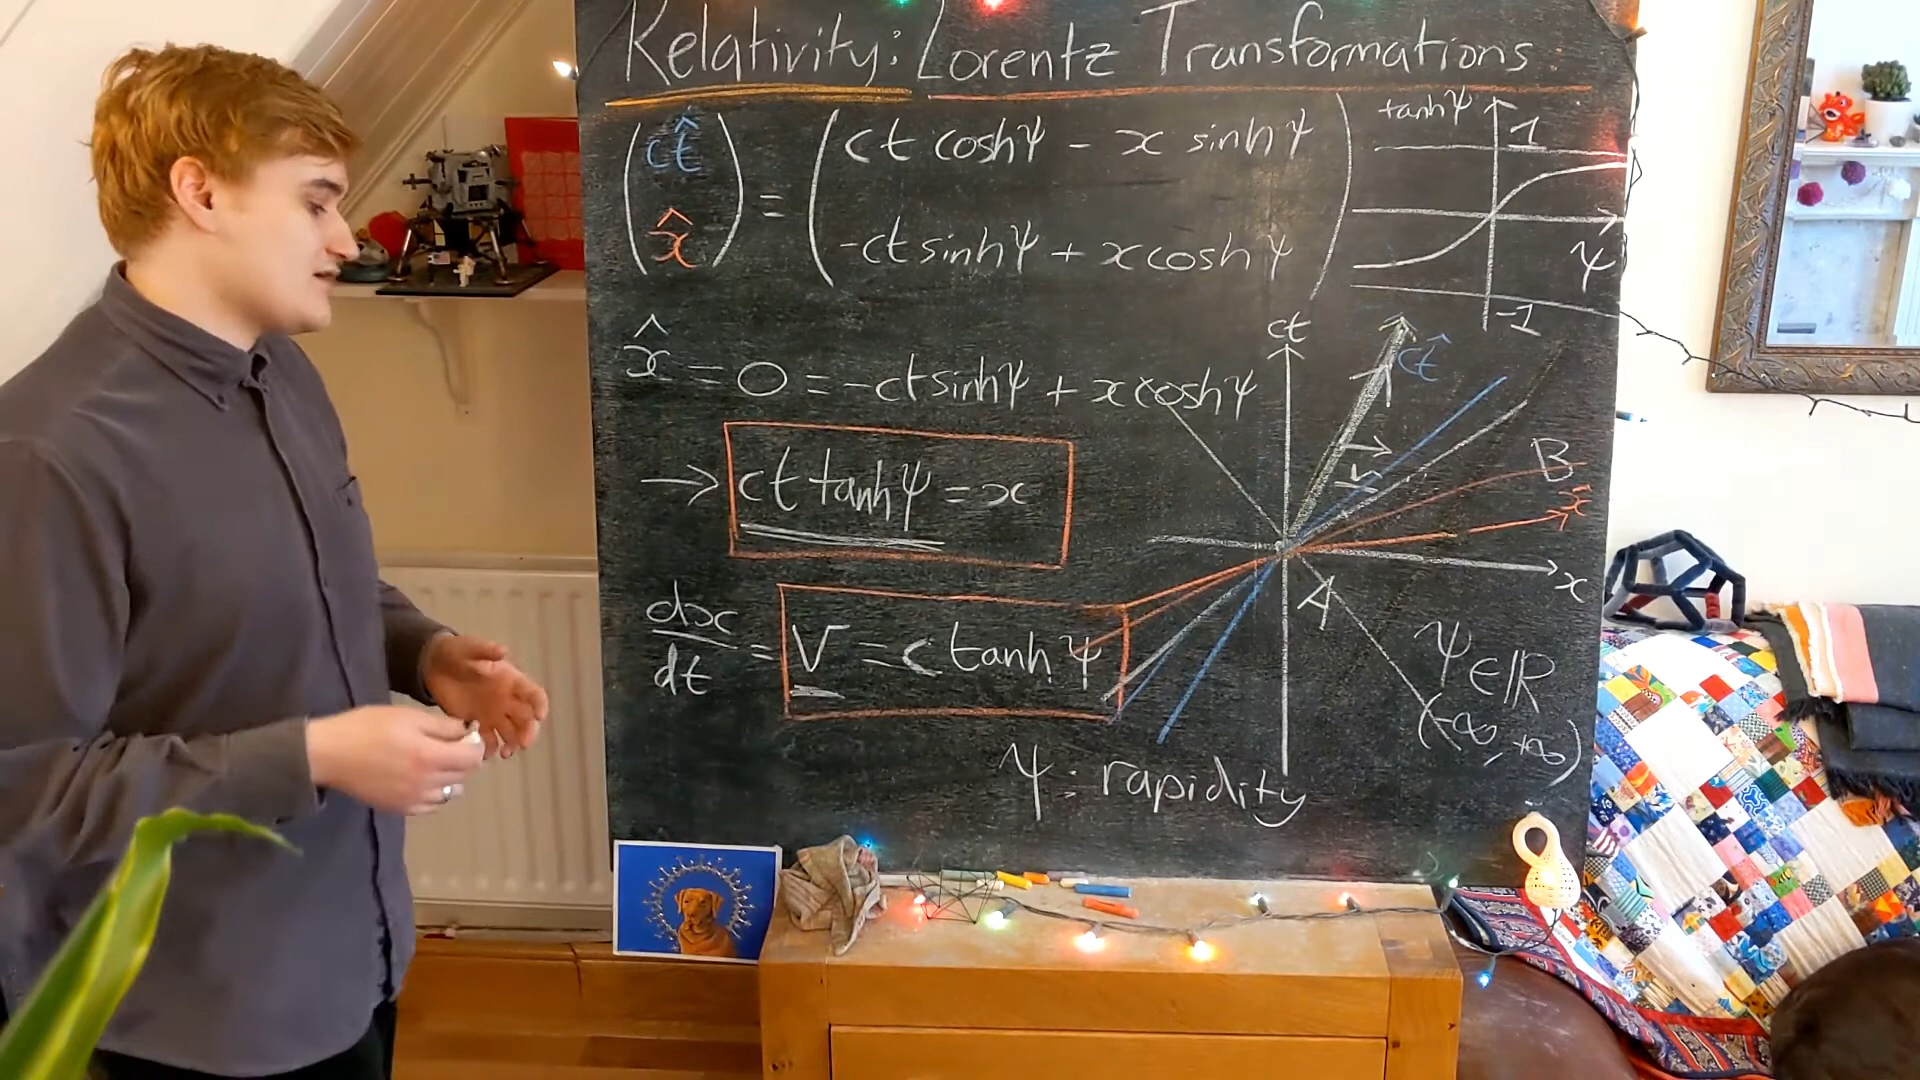 Relativity: Lorentz Transformations
(ct̂ x̂) = (ct coshψ - x sinhψ
-ct sinhψ + x coshψ)
tanhψ
1
ψ
-1
x̂ = 0 = -ct sinhψ + x coshψ
→ ct tanhψ = x
dx/dt = V = c tanhψ
ψ: rapidity
ct
ct̂
V
B
x̂
x
A
ψ∈ℝ
(-∞, +∞)